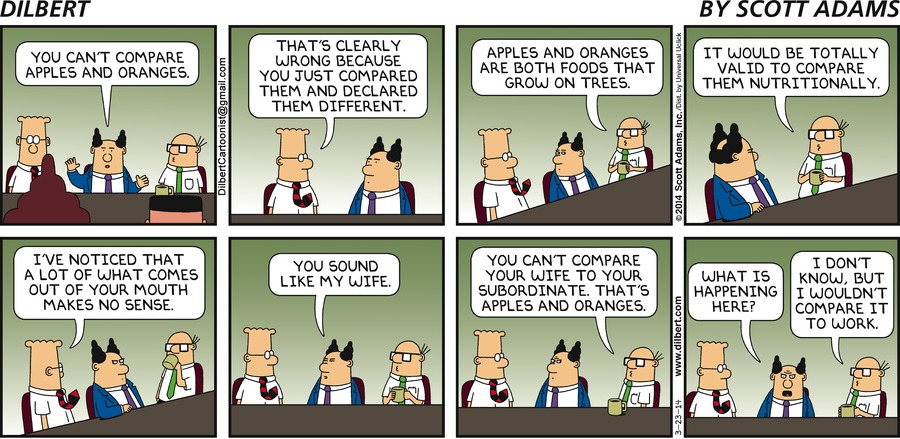 DILBERT
BY SCOTT ADAMS
YOU CAN'T COMPARE
APPLES AND ORANGES.
DilbertCartoonist@gmail.com
THAT'S CLEARLY
WRONG BECAUSE
YOU JUST COMPARED
THEM AND DECLARED
THEM DIFFERENT.
APPLES AND ORANGES
ARE BOTH FOODS THAT
GROW ON TREES.
©2014 Scott Adams, Inc. /Dist. by Universal Uclick
IT WOULD BE TOTALLY
VALID TO COMPARE
THEM NUTRITIONALLY.
I'VE NOTICED THAT
A LOT OF WHAT COMES
OUT OF YOUR MOUTH
MAKES NO SENSE.
YOU SOUND
LIKE MY WIFE.
YOU CAN'T COMPARE
YOUR WIFE TO YOUR
SUBORDINATE. THAT'S
APPLES AND ORANGES.
3-23-14 www.dilbert.com
WHAT IS
HAPPENING
HERE?
I DON'T
KNOW, BUT
I WOULDN'T
COMPARE IT
TO WORK.